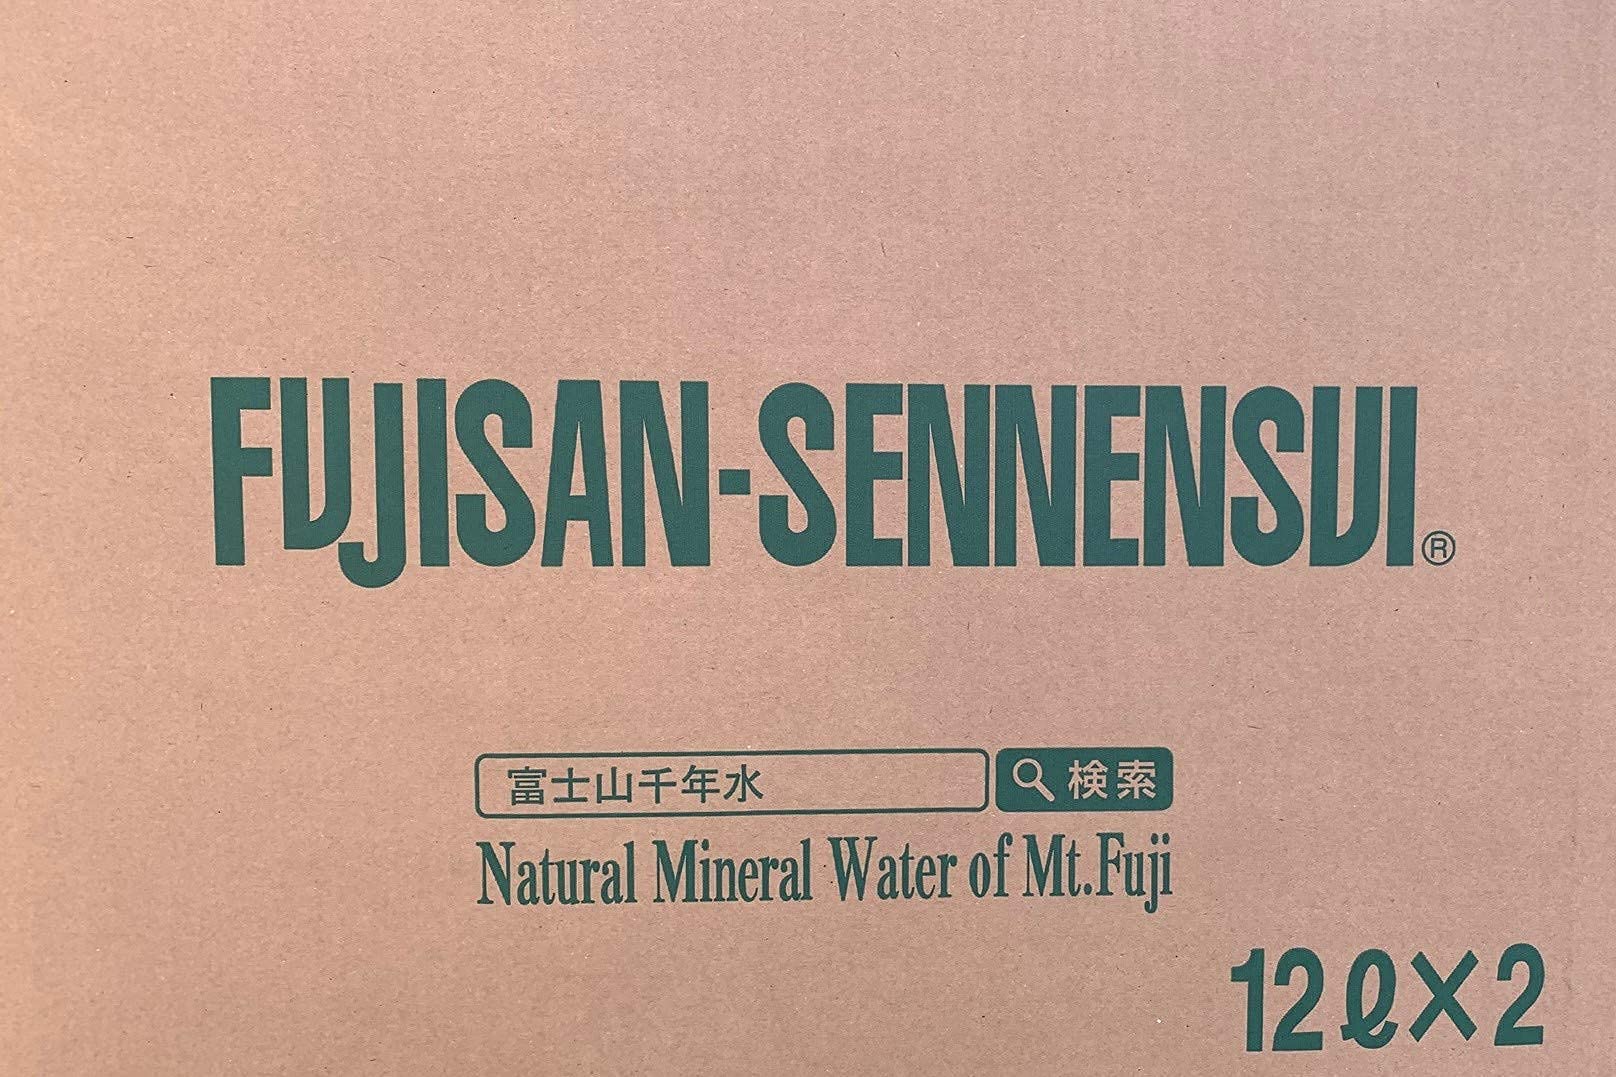 FUJISAN-SENNENSUI®
富士山千年水 検索
Natural Mineral Water of Mt.Fuji
12ℓ×2